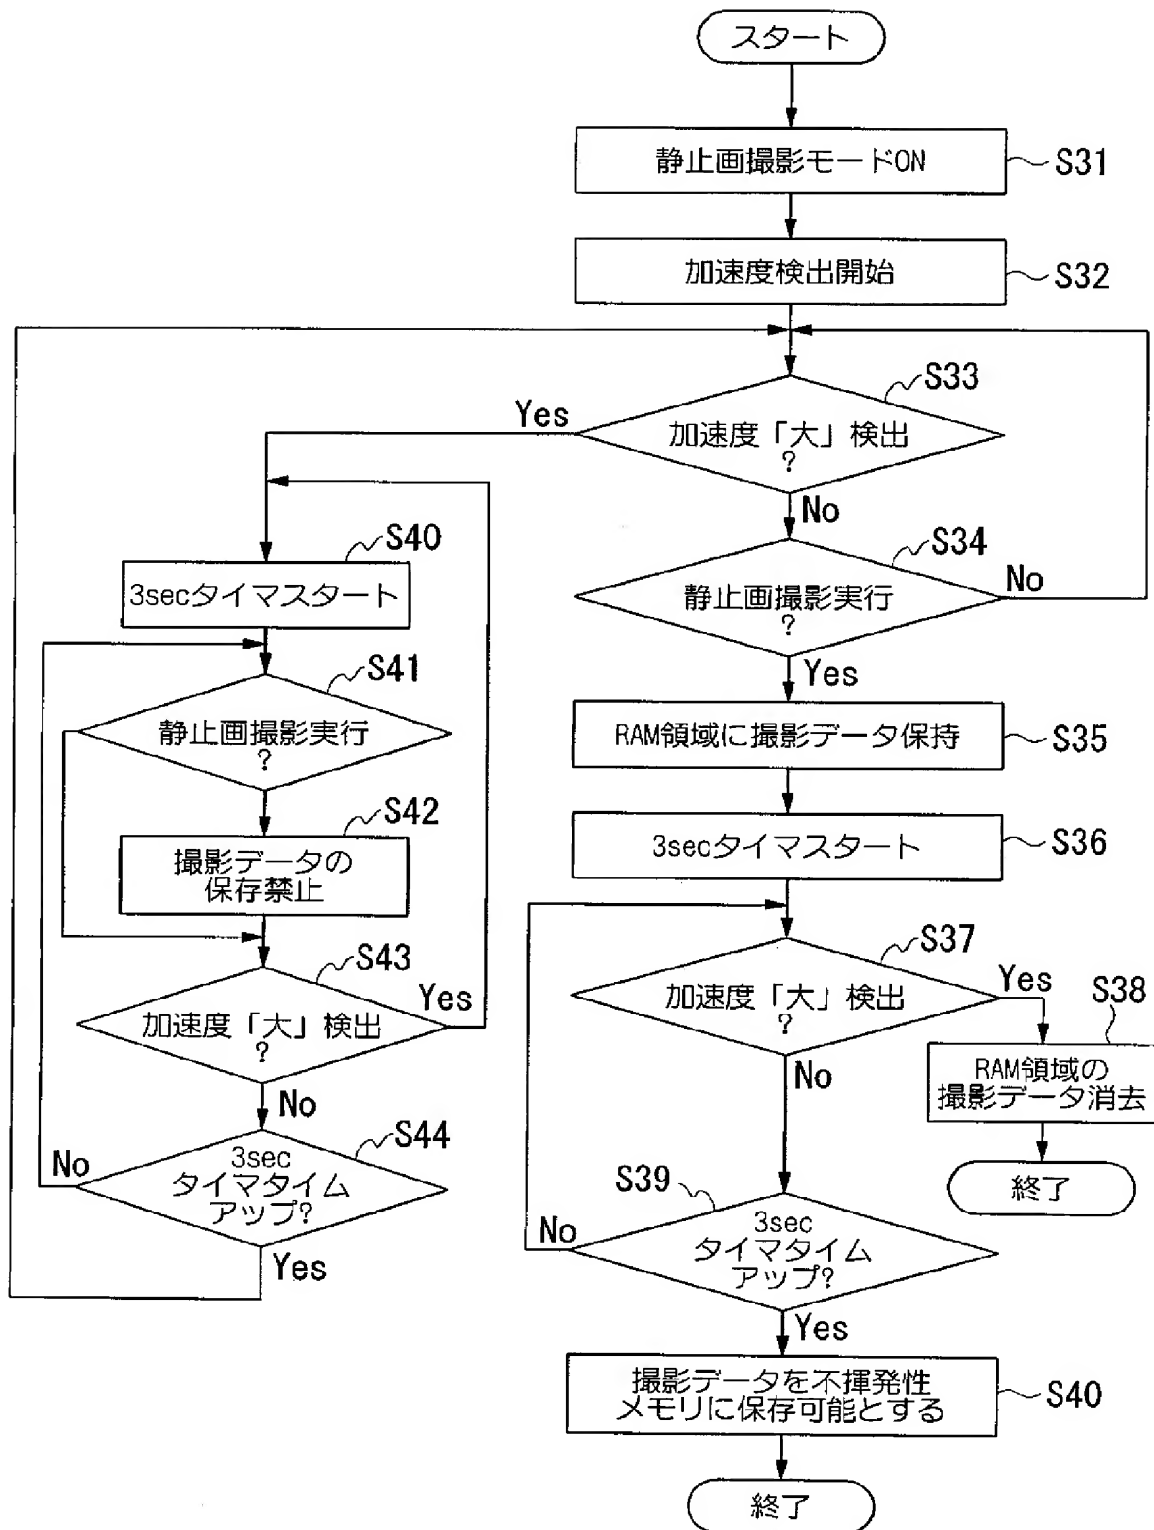 スタート
静止画撮影モードON
S31
加速度検出開始
S32
S33
Yes
加速度「大」検出
?
No
S34
静止画撮影実行
?
No
Yes
RAM領域に撮影データ保持
S35
3secタイマスタート
S36
S37
加速度「大」検出
?
Yes
No
S38
RAM領域の
撮影データ消去
終了
S39
3sec
タイマタイム
アップ?
No
Yes
撮影データを不揮発性
メモリに保存可能とする
S40
終了
S40
3secタイマスタート
S41
静止画撮影実行
?
S42
撮影データの
保存禁止
S43
加速度「大」検出
?
Yes
No
S44
3sec
タイマタイム
アップ?
No
Yes